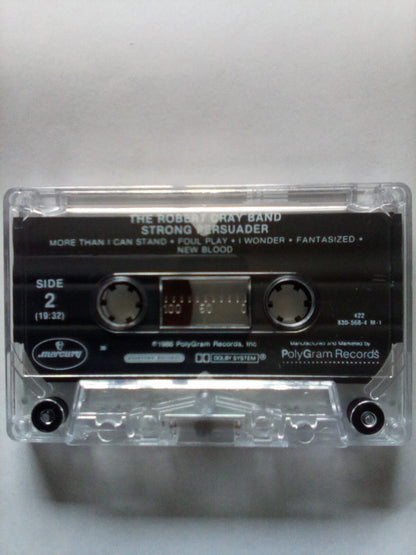 THE ROBERT CRAY BAND
STRONG PERSUADER
MORE THAN I CAN STAND • FOUL PLAY • I WONDER • FANTASIZED •
NEW BLOOD
SIDE
2
(19:32)
100 50 0
422
830-568-4 M-1
mercury
℗1986 PolyGram Records, Inc
DOLBY SYSTEM ®
Manufactured and Marketed by
PolyGram Records